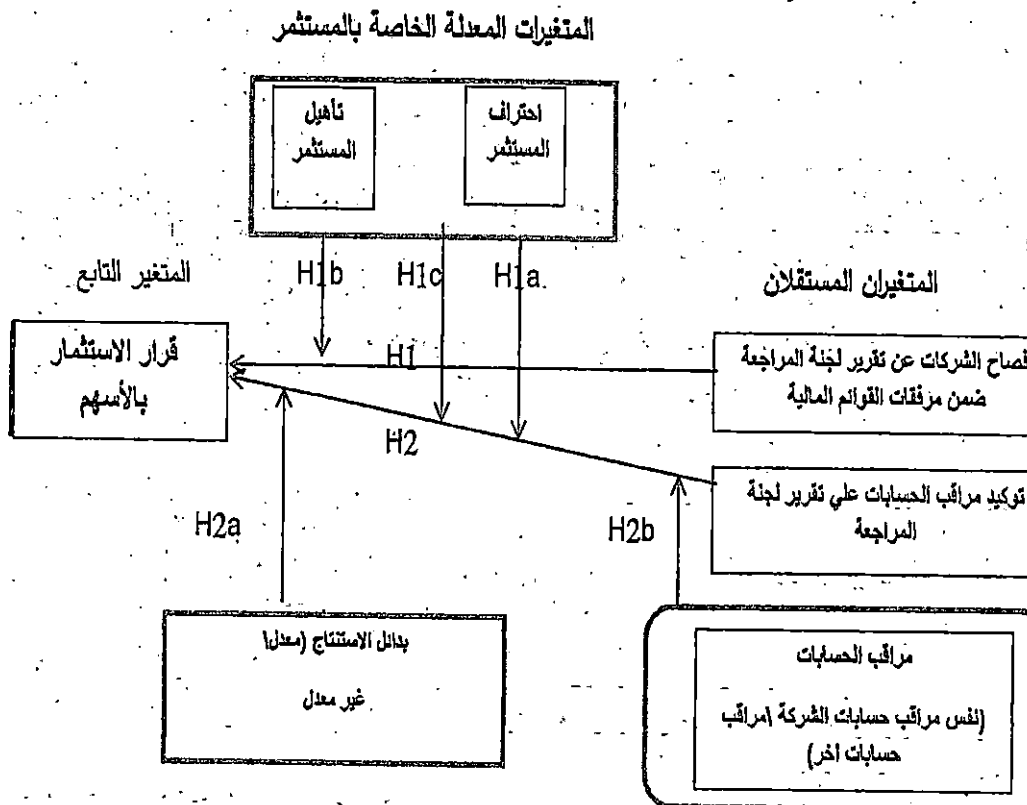 المتغيرات المعدلة الخاصة بالمستثمر
احتراف
المستثمر
تأهيل
المستثمر
H1b
H1c
H1a
المتغيران المستقلان
المتغير التابع
فصاح الشركات عن تقرير لجنة المراجعة
ضمن مرفقات القوائم المالية
H1
قرار الاستثمار
بالأسهم
H2
توكيد مراقب الحسابات علي تقرير لجنة
المراجعة
H2a
H2b
مراقب الحسابات
(نفس مراقب حسابات الشركة \مراقب
حسابات اخر)
بدائل الاستنتاج (معدل\
غير معدل